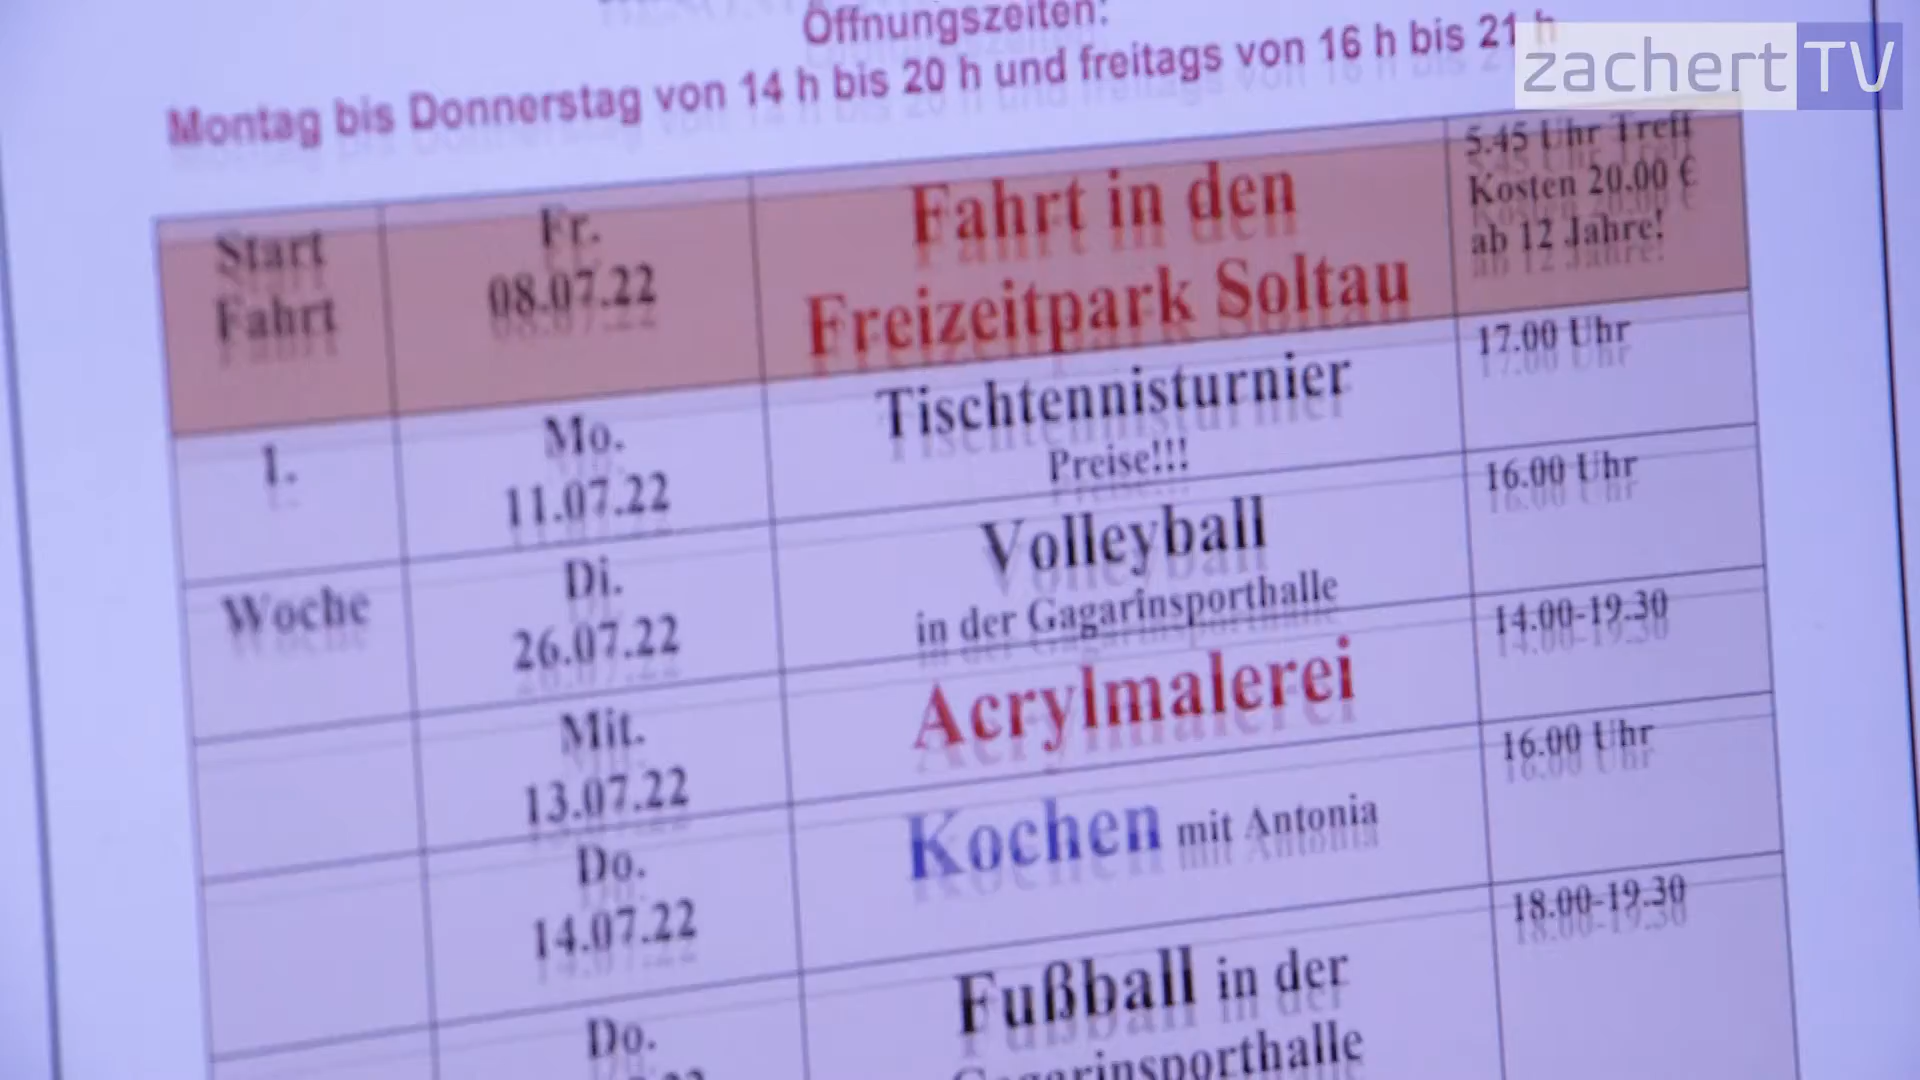 Öffnungszeiten:
Montag bis Donnerstag von 14 h bis 20 h und freitags von 16 h bis 21 h
zachert TV
Start
Fahrt
Fr.
08.07.22
Fahrt in den
Freizeitpark Soltau
5.45 Uhr Treff
Kosten 20.00 €
ab 12 Jahre!
1.
Mo.
11.07.22
Tischtennisturnier
Preise!!!
17.00 Uhr
Woche
Di.
26.07.22
Volleyball
in der Gagarinsporthalle
16.00 Uhr
Mit.
13.07.22
Acrylmalerei
14.00-19.30
Do.
14.07.22
Kochen mit Antonia
16.00 Uhr
Do.
Fußball in der
Gagarinsporthalle
18.00-19.30